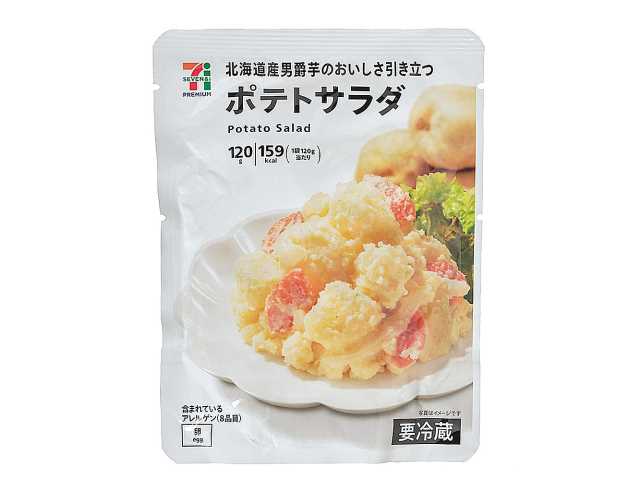 SEVEN&i
PREMIUM
北海道産男爵芋のおいしさ引き立つ
ポテトサラダ
Potato Salad
120g
159kcal
(1袋120g当たり)
含まれている
アレルゲン(8品目)
卵
egg
写真はイメージです
要冷蔵